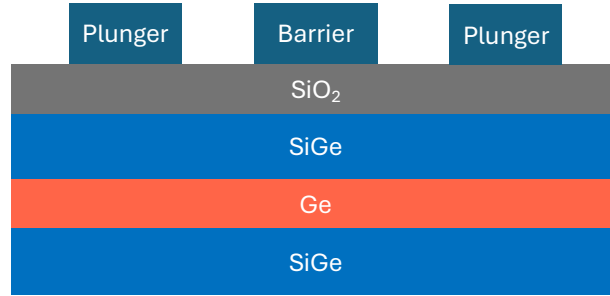 Plunger Barrier Plunger
SiO₂
SiGe
Ge
SiGe